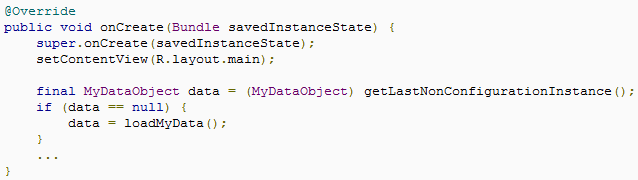 @Override
public void onCreate(Bundle savedInstanceState) {
    super.onCreate(savedInstanceState);
    setContentView(R.layout.main);

    final MyDataObject data = (MyDataObject) getLastNonConfigurationInstance();
    if (data == null) {
        data = loadMyData();
    }
    ...
}